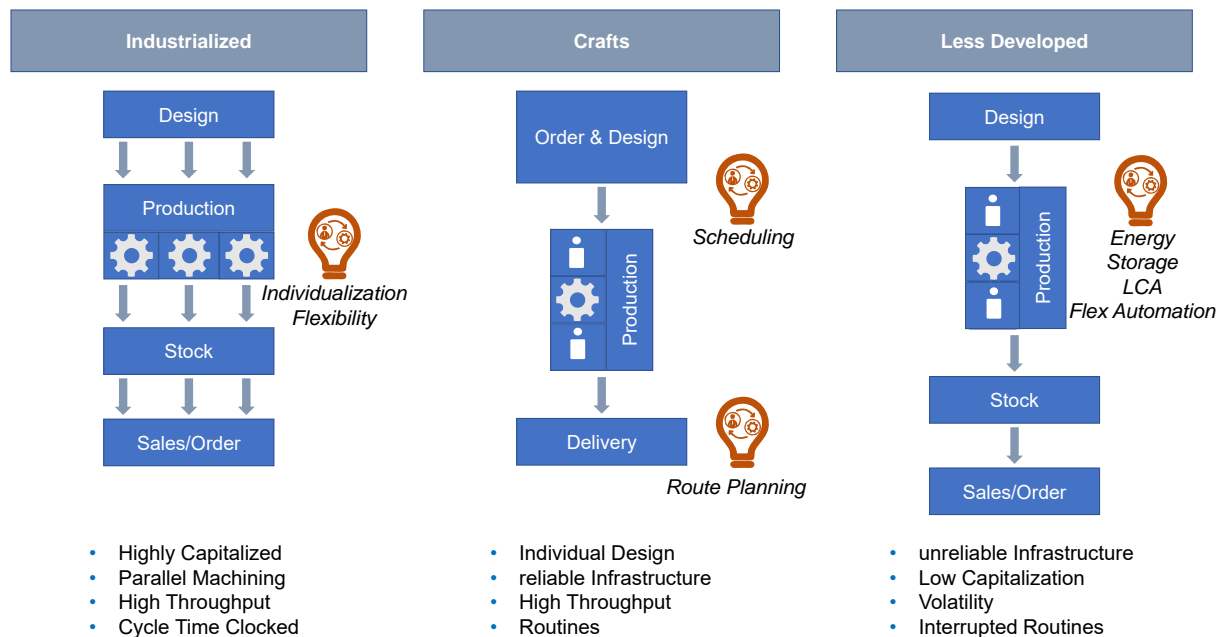 Industrialized
Design
Production
Individualization
Flexibility
Stock
Sales/Order
• Highly Capitalized
• Parallel Machining
• High Throughput
• Cycle Time Clocked
Crafts
Order & Design
Scheduling
Production
Delivery
Route Planning
• Individual Design
• reliable Infrastructure
• High Throughput
• Routines
Less Developed
Design
Production
Energy
Storage
LCA
Flex Automation
Stock
Sales/Order
• unreliable Infrastructure
• Low Capitalization
• Volatility
• Interrupted Routines